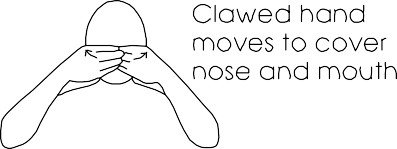 Clawed hand
moves to cover
nose and mouth